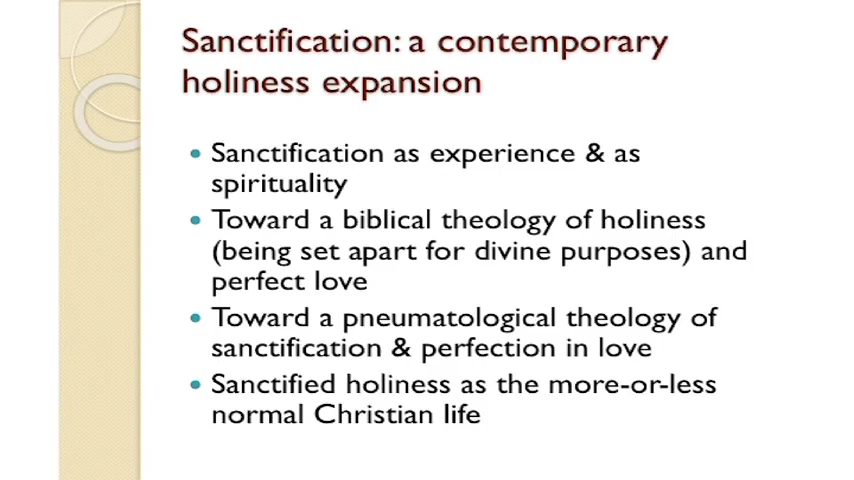 Sanctification: a contemporary
holiness expansion
• Sanctification as experience & as
spirituality
• Toward a biblical theology of holiness
(being set apart for divine purposes) and
perfect love
• Toward a pneumatological theology of
sanctification & perfection in love
• Sanctified holiness as the more-or-less
normal Christian life